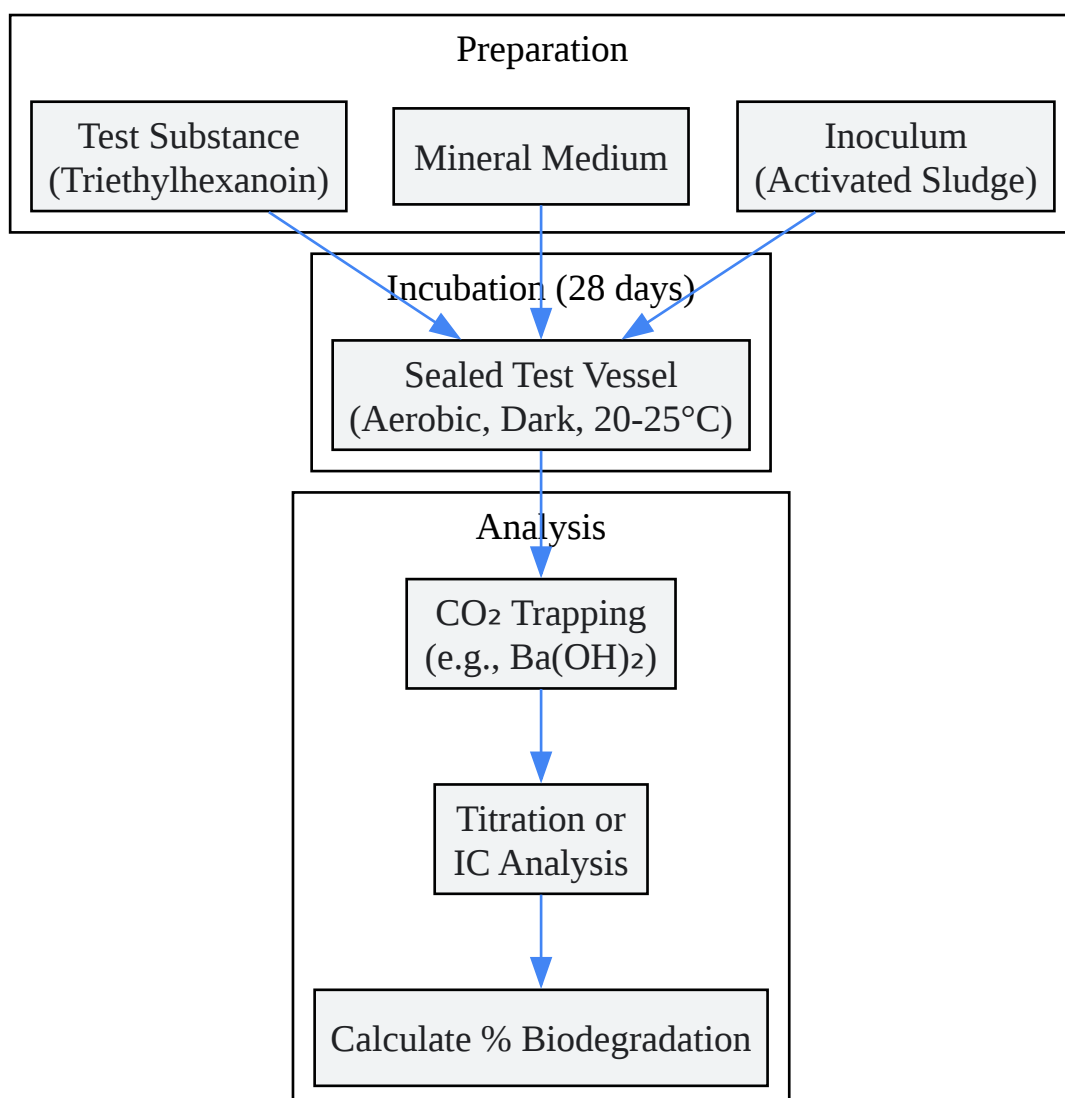 Preparation
Test Substance
(Triethylhexanoin)
Mineral Medium
Inoculum
(Activated Sludge)
Incubation (28 days)
Sealed Test Vessel
(Aerobic, Dark, 20-25°C)
Analysis
CO₂ Trapping
(e.g., Ba(OH)₂)
Titration or
IC Analysis
Calculate % Biodegradation